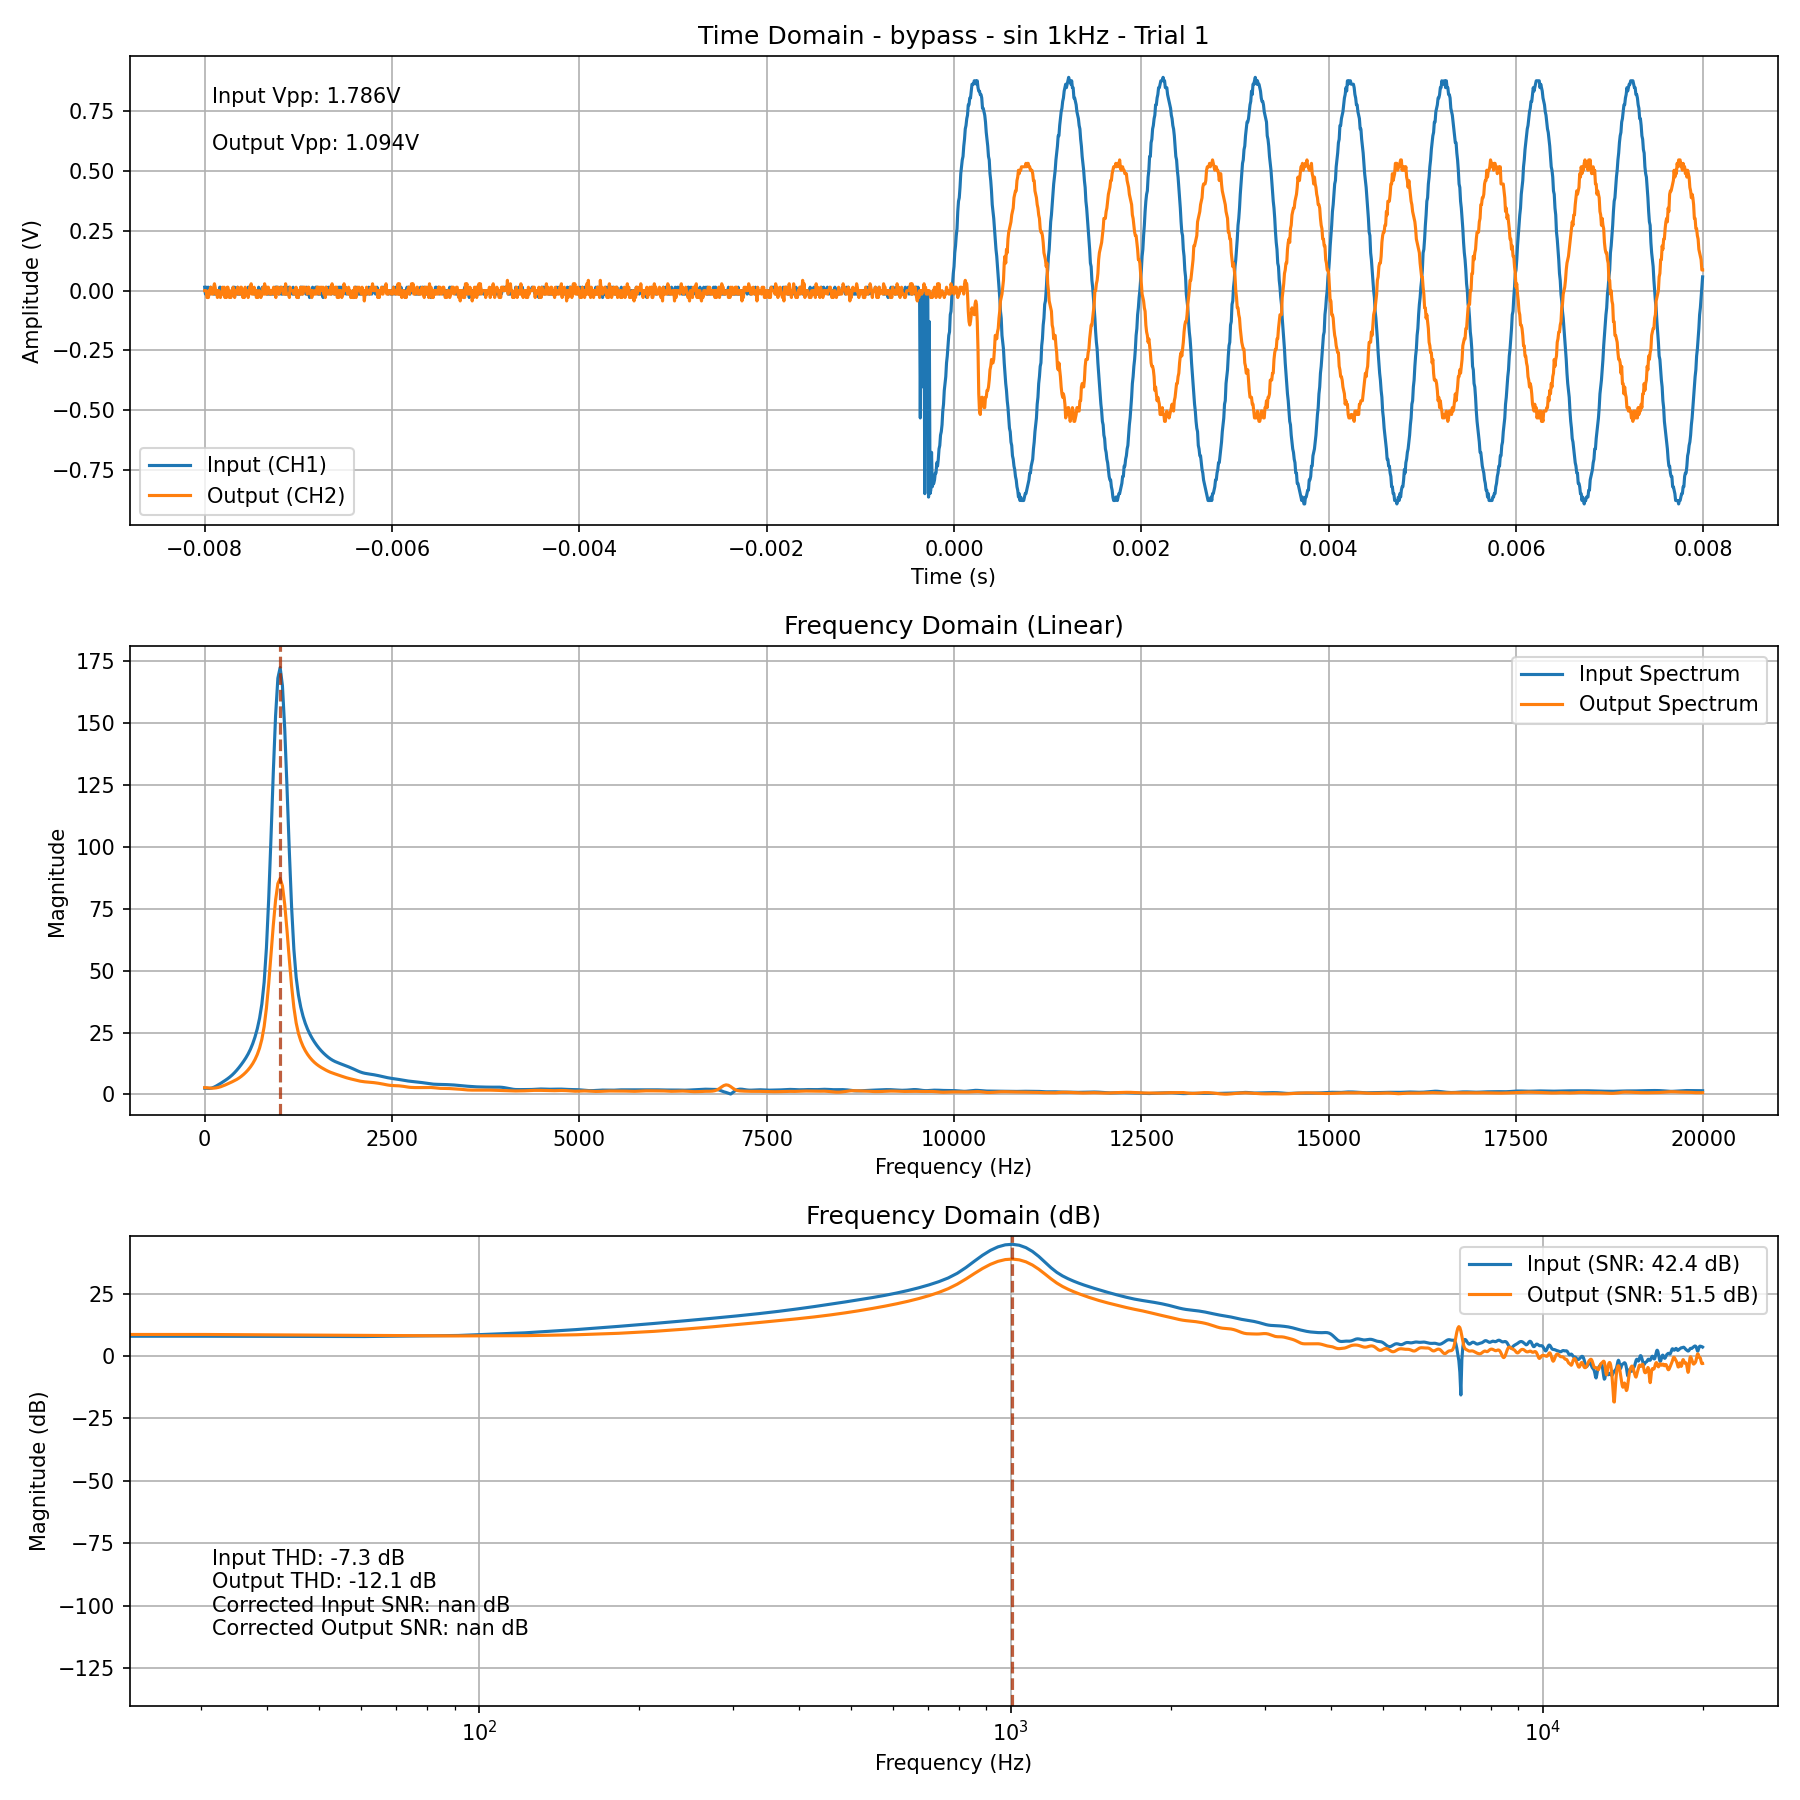 Time Domain - bypass - sin 1kHz - Trial 1
Input Vpp: 1.786V
Output Vpp: 1.094V
0.75
0.50
0.25
0.00
−0.25
−0.50
−0.75
Amplitude (V)
Input (CH1)
Output (CH2)
−0.008 −0.006 −0.004 −0.002 0.000 0.002 0.004 0.006 0.008
Time (s)
Frequency Domain (Linear)
175
150
125
100
75
50
25
0
Magnitude
Input Spectrum
Output Spectrum
0 2500 5000 7500 10000 12500 15000 17500 20000
Frequency (Hz)
Frequency Domain (dB)
25
0
−25
−50
−75
−100
−125
Magnitude (dB)
Input (SNR: 42.4 dB)
Output (SNR: 51.5 dB)
Input THD: -7.3 dB
Output THD: -12.1 dB
Corrected Input SNR: nan dB
Corrected Output SNR: nan dB
10² 10³ 10⁴
Frequency (Hz)